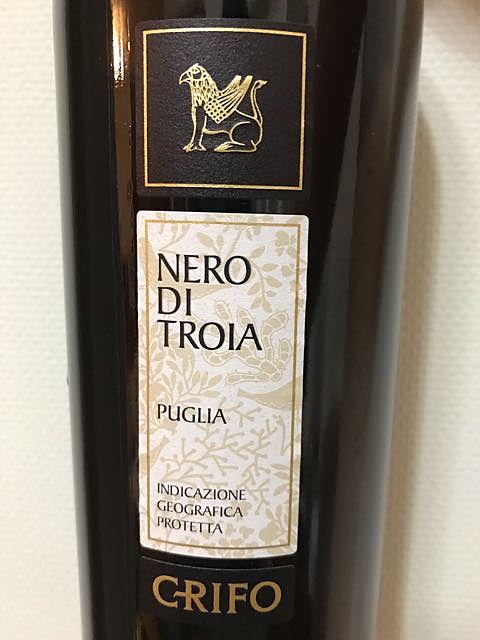 NERO
DI
TROIA
PUGLIA
INDICAZIONE
GEOGRAFICA
PROTETTA
GRIFO